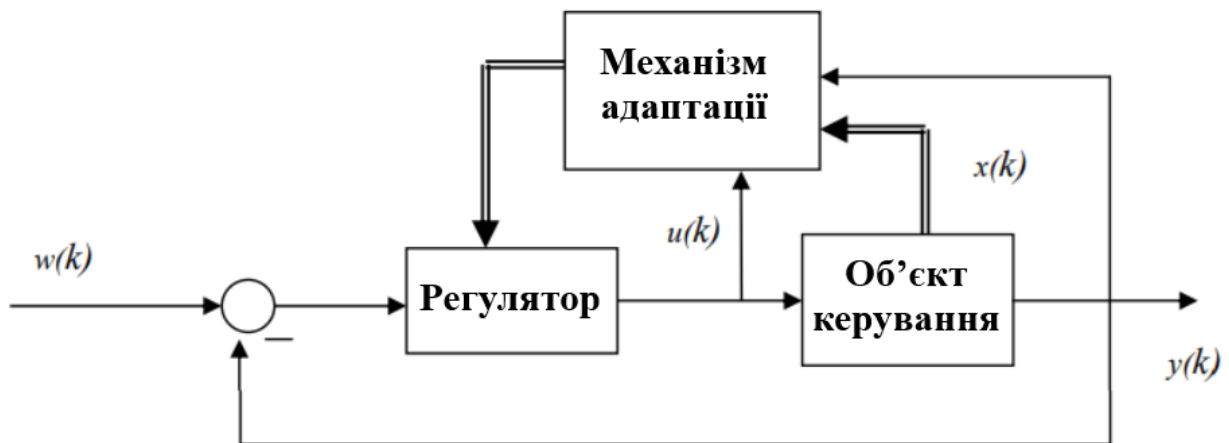 Механізм
адаптації
x(k)
u(k)
w(k)
Регулятор
Об’єкт
керування
y(k)